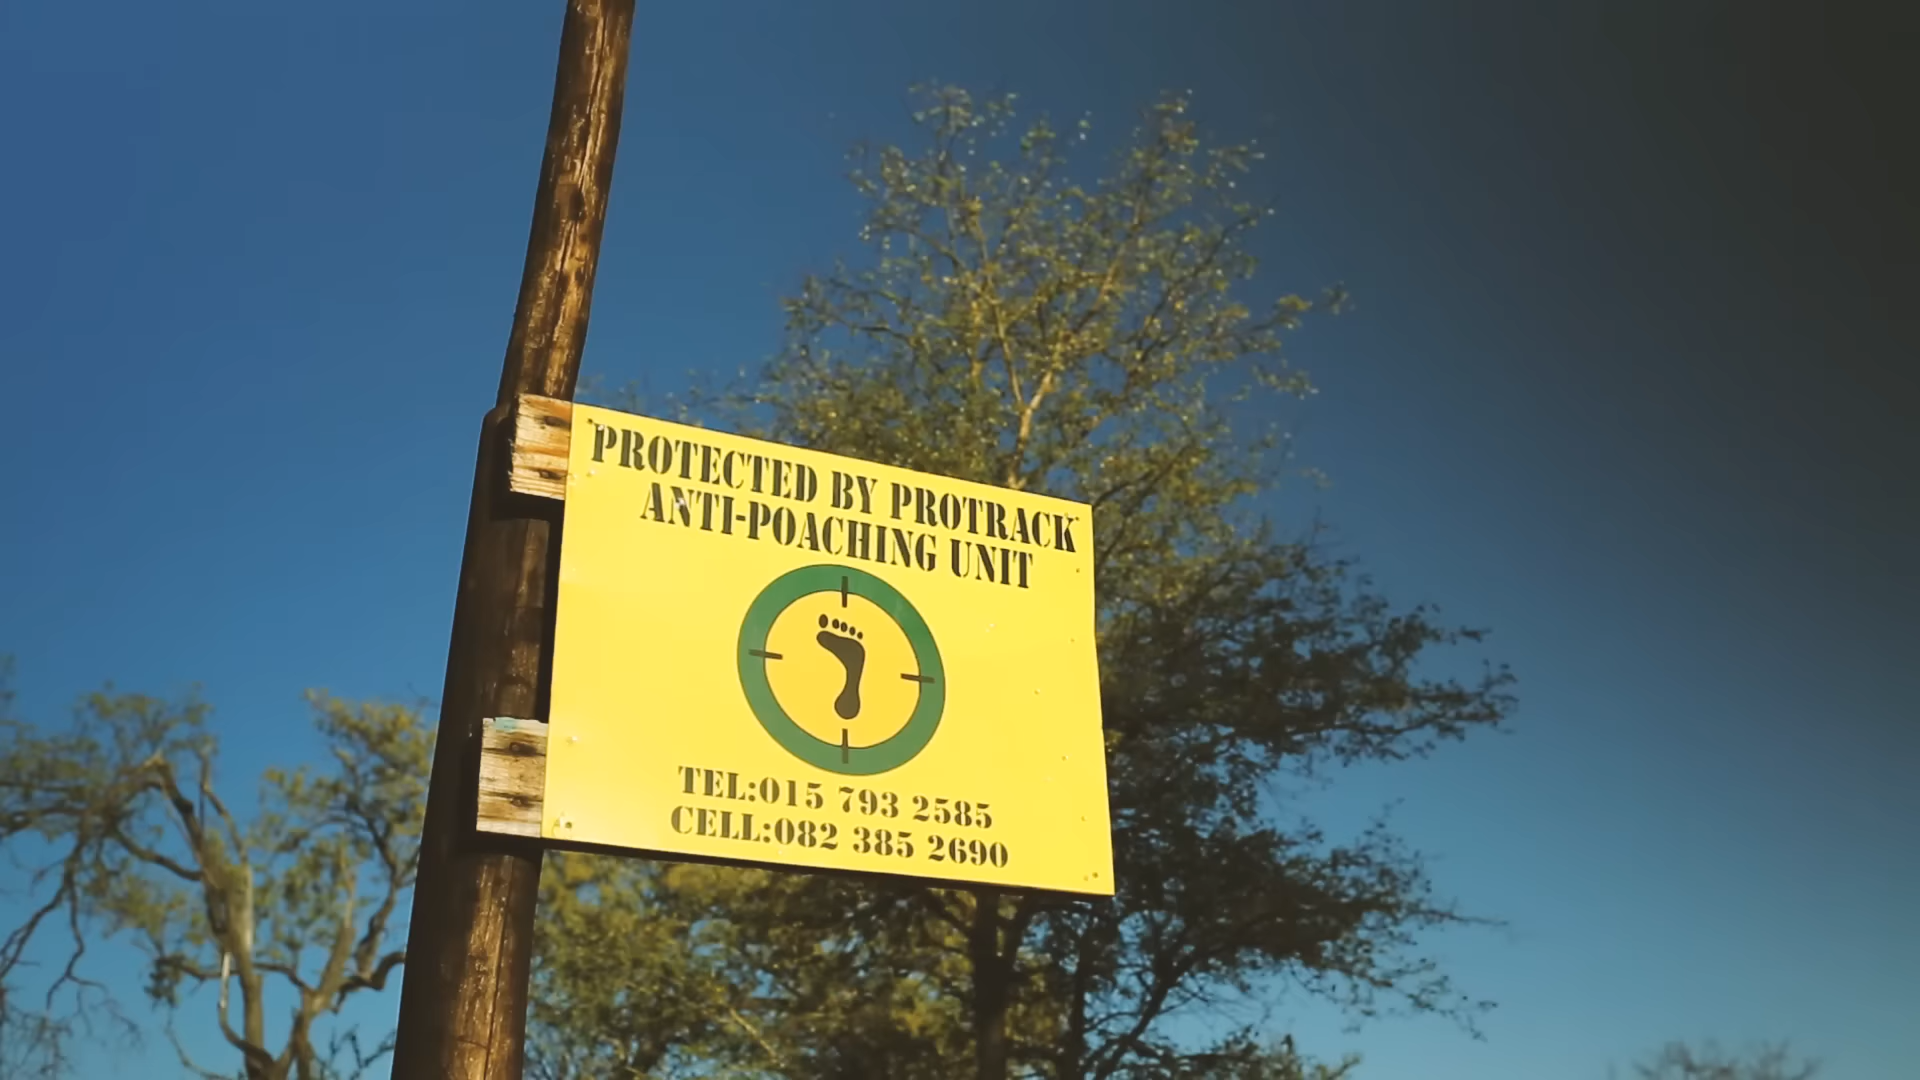 PROTECTED BY PROTRACK
ANTI-POACHING UNIT
TEL:015 793 2585
CELL:082 385 2690